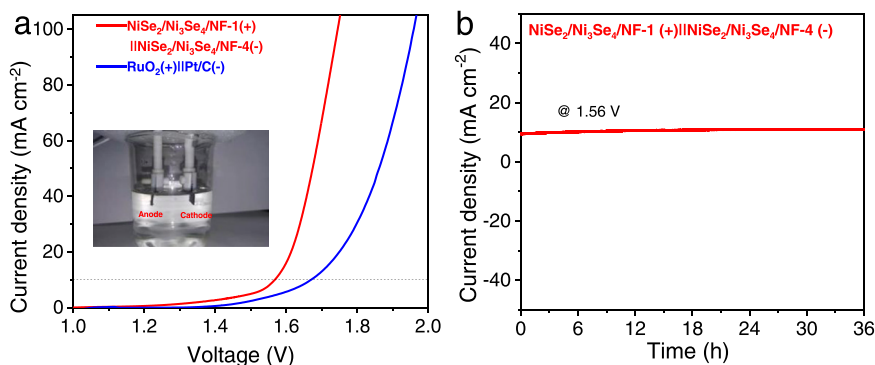 a
NiSe2/Ni3Se4/NF-1(+)
||NiSe2/Ni3Se4/NF-4(-)
RuO2(+)||Pt/C(-)
Current density (mA cm-2)
100
80
60
40
20
0
1.0 1.2 1.4 1.6 1.8 2.0
Voltage (V)
Anode Cathode
b
NiSe2/Ni3Se4/NF-1 (+)||NiSe2/Ni3Se4/NF-4 (-)
@ 1.56 V
Current density (mA cm-2)
40
20
0
-20
-40
0 6 12 18 24 30 36
Time (h)